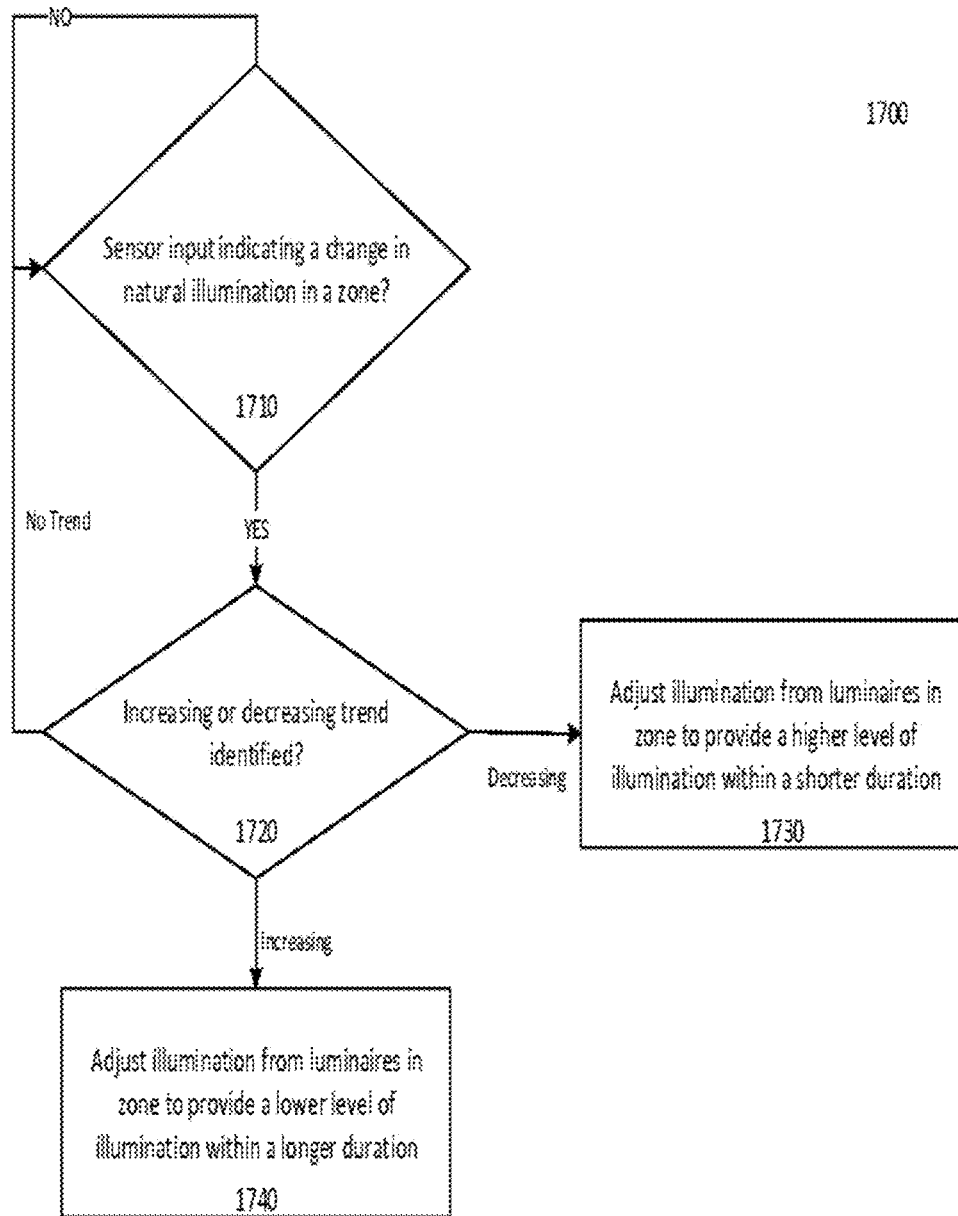 NO
1700
Sensor input indicating a change in
natural illumination in a zone?
1710
No Trend
YES
Increasing or decreasing trend
identified?
1720
Decreasing
Adjust illumination from luminaires in
zone to provide a higher level of
illumination within a shorter duration
1730
Increasing
Adjust illumination from luminaires in
zone to provide a lower level of
illumination within a longer duration
1740